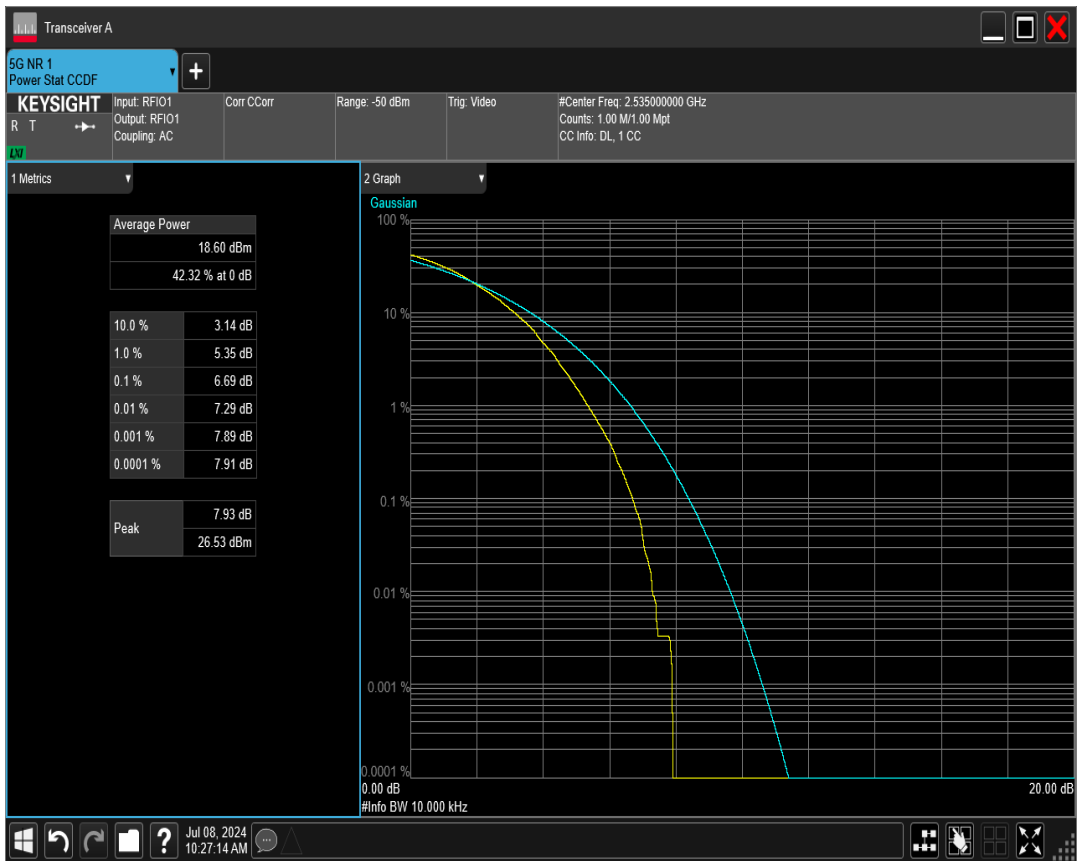 Transceiver A
5G NR 1
Power Stat CCDF
+
KEYSIGHT
R T
LXI
Input: RFIO1
Output: RFIO1
Coupling: AC
Corr CCorr
Range: -50 dBm
Trig: Video
#Center Freq: 2.535000000 GHz
Counts: 1.00 M/1.00 Mpt
CC Info: DL, 1 CC
1 Metrics
Average Power
18.60 dBm
42.32 % at 0 dB
10.0 % 3.14 dB
1.0 % 5.35 dB
0.1 % 6.69 dB
0.01 % 7.29 dB
0.001 % 7.89 dB
0.0001 % 7.91 dB
Peak 7.93 dB
26.53 dBm
2 Graph
Gaussian
100 %
10 %
1 %
0.1 %
0.01 %
0.001 %
0.0001 %
0.00 dB 20.00 dB
#Info BW 10.000 kHz
?
Jul 08, 2024
10:27:14 AM